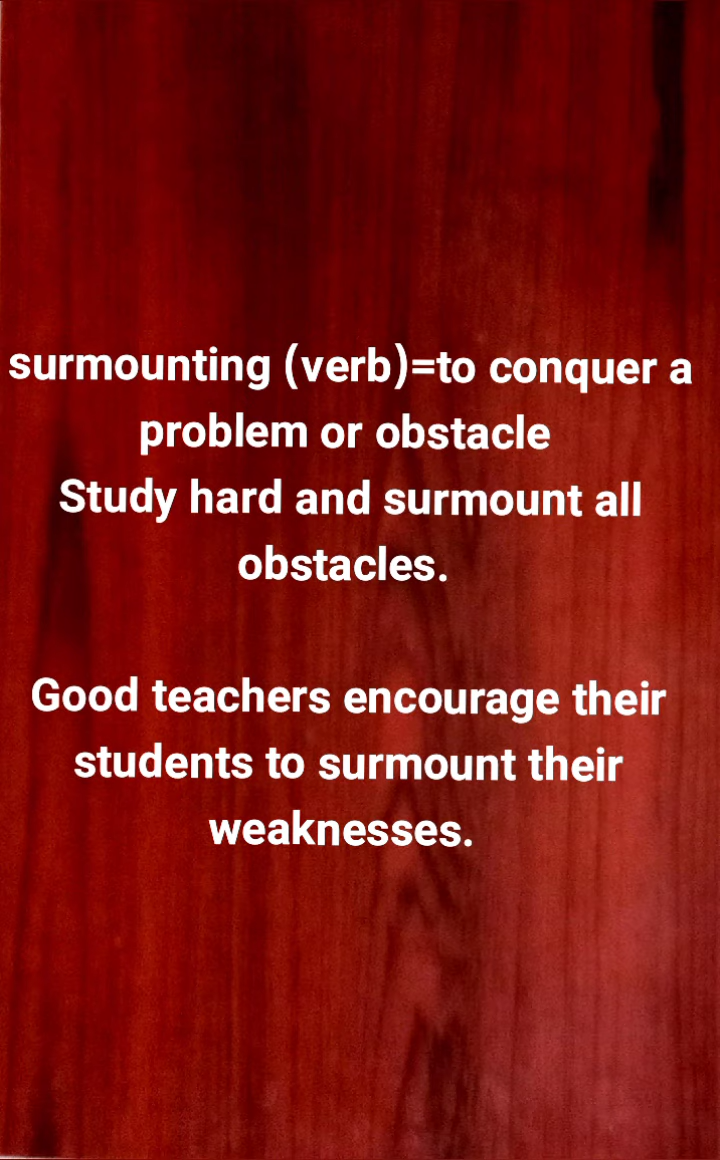 surmounting (verb)=to conquer a
problem or obstacle
Study hard and surmount all
obstacles.
Good teachers encourage their
students to surmount their
weaknesses.